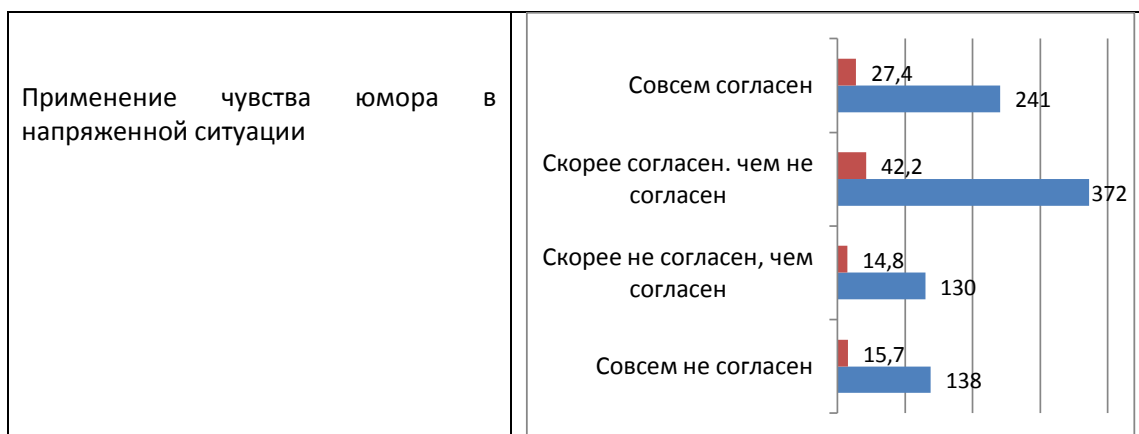 Применение чувства юмора в
напряженной ситуации
Совсем согласен
27,4
241
Скорее согласен. чем не
согласен
42,2
372
Скорее не согласен, чем
согласен
14,8
130
Совсем не согласен
15,7
138